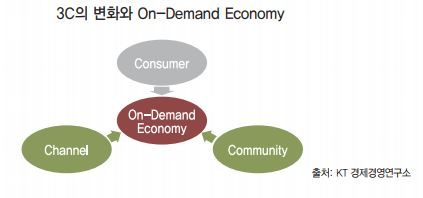 3C의 변화와 On-Demand Economy
Consumer
On-Demand
Economy
Channel
Community
출처: KT 경제경영연구소